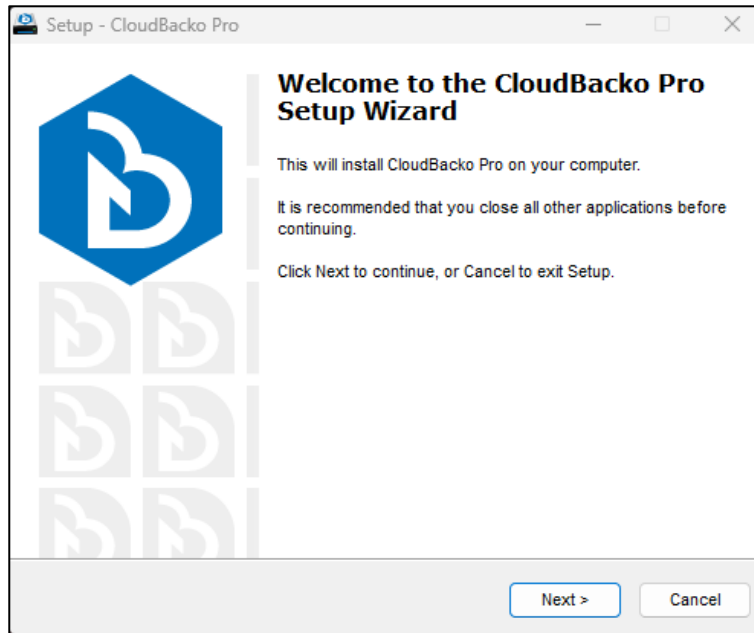 Setup - CloudBacko Pro
Welcome to the CloudBacko Pro
Setup Wizard
This will install CloudBacko Pro on your computer.
It is recommended that you close all other applications before
continuing.
Click Next to continue, or Cancel to exit Setup.
Next >
Cancel